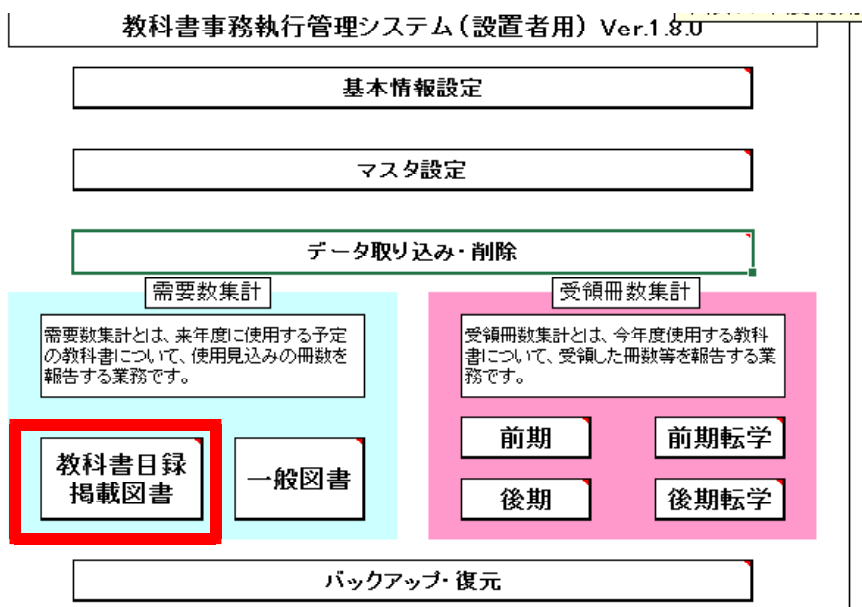 教科書事務執行管理システム(設置者用) Ver.1.8.0
基本情報設定
マスタ設定
データ取り込み・削除
需要数集計
需要数集計とは、来年度に使用する予定
の教科書について、使用見込みの冊数を
報告する業務です。
教科書目録
掲載図書
一般図書
受領冊数集計
受領冊数集計とは、今年度使用する教科
書について、受領した冊数等を報告する業
務です。
前期
前期転学
後期
後期転学
バックアップ・復元